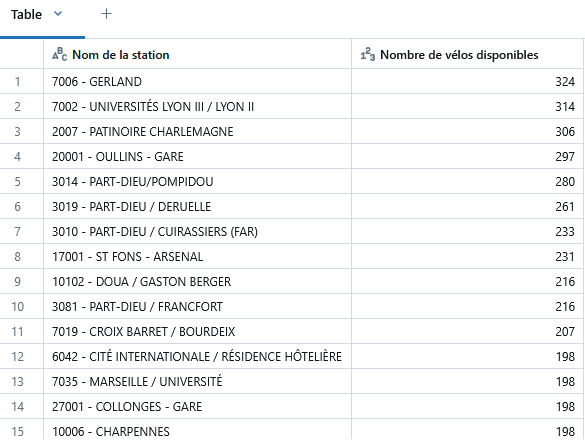 Table
Nom de la station Nombre de vélos disponibles
1 7006 - GERLAND 324
2 7002 - UNIVERSITÉS LYON III / LYON II 314
3 2007 - PATINOIRE CHARLEMAGNE 306
4 20001 - OULLINS - GARE 297
5 3014 - PART-DIEU/POMPIDOU 280
6 3019 - PART-DIEU / DERUELLE 261
7 3010 - PART-DIEU / CUIRASSIERS (FAR) 233
8 17001 - ST FONS - ARSENAL 231
9 10102 - DOUA / GASTON BERGER 216
10 3081 - PART-DIEU / FRANCFORT 216
11 7019 - CROIX BARRET / BOURDEIX 207
12 6042 - CITÉ INTERNATIONALE / RÉSIDENCE HÔTELIÈRE 198
13 7035 - MARSEILLE / UNIVERSITÉ 198
14 27001 - COLLONGES - GARE 198
15 10006 - CHARPENNES 198